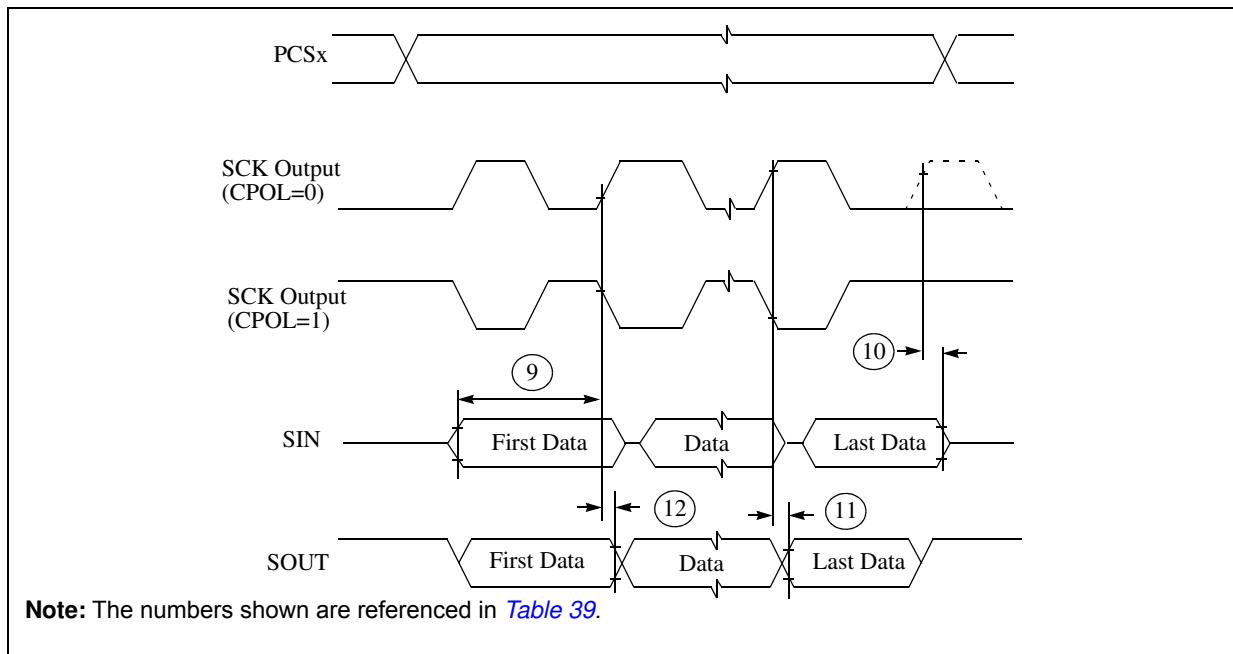 PCSx
SCK Output
(CPOL=0)
SCK Output
(CPOL=1)
10
9
SIN
First Data
Data
Last Data
12
11
SOUT
First Data
Data
Last Data
Note: The numbers shown are referenced in Table 39.